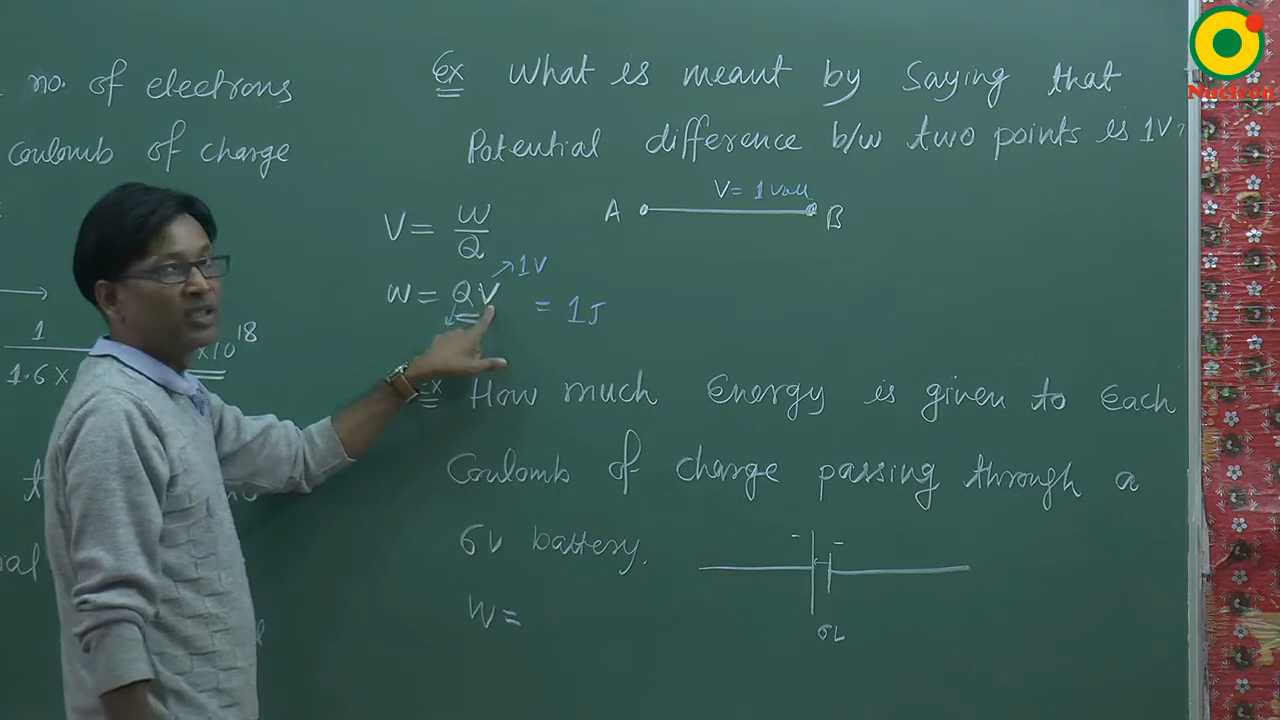 no. of electrons
Coulomb of charge
1
1.6 x
x10^18
Ex What is meant by Saying that
Potential difference b/w two points is 1V?
V = 1 Volt
A B
V = W/Q
W = QV = 1J
1V
Ex How much Energy is given to Each
Coulomb of charge passing through a
6V battery.
W =
Nucleon